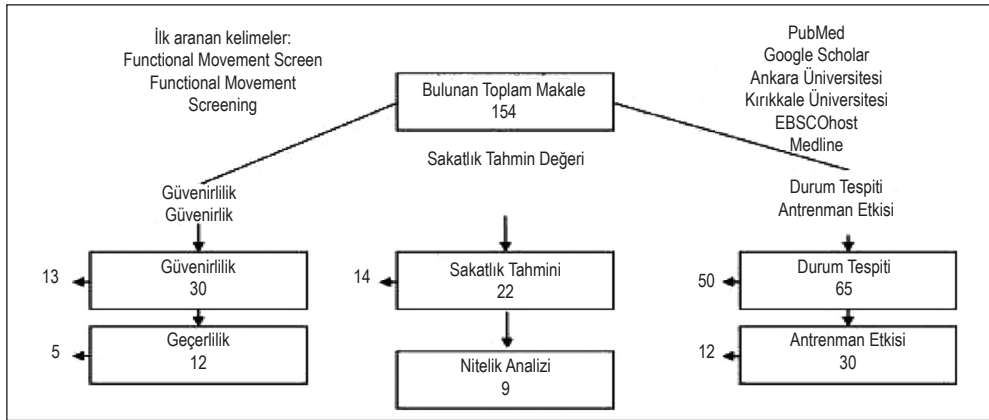 İlk aranan kelimeler:
Functional Movement Screen
Functional Movement
Screening
Bulunan Toplam Makale
154
PubMed
Google Scholar
Ankara Üniversitesi
Kırıkkale Üniversitesi
EBSCOhost
Medline
Sakatlık Tahmin Değeri
Güvenirlilik
Güvenirlik
Durum Tespiti
Antrenman Etkisi
13
Güvenirlilik
30
14
Sakatlık Tahmini
22
50
Durum Tespiti
65
5
Geçerlilik
12
Nitelik Analizi
9
12
Antrenman Etkisi
30